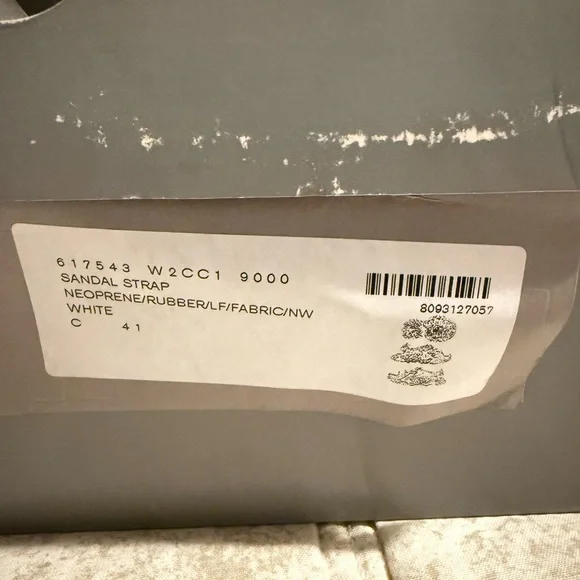 617543 W2CC1 9000
SANDAL STRAP
NEOPRENE/RUBBER/LF/FABRIC/NW
WHITE
C 41
8093127057